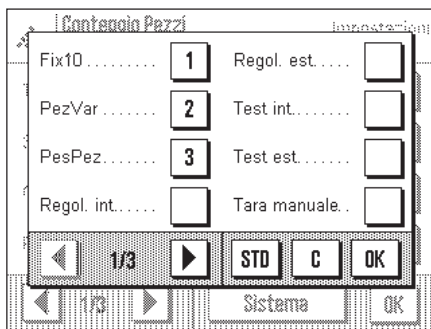 Conteggio Pezzi
Impostazioni
Fix10......... 1
PezVar ....... 2
PesPez....... 3
Regol. int......
Regol. est.....
Test int........
Test est.......
Tara manuale..
1/3
STD C OK
1/3
Sistema
OK